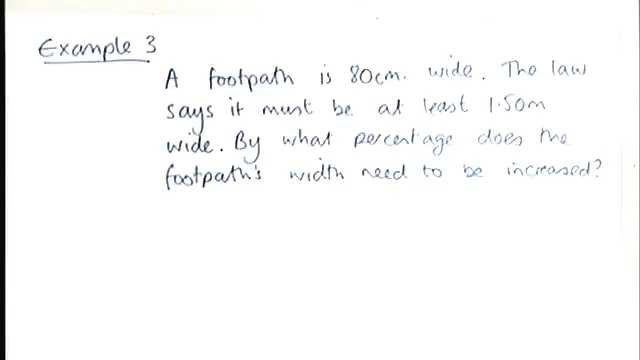 Example 3
A footpath is 80cm. wide. The law
says it must be at least 1.50m
wide. By what percentage does the
footpath's width need to be increased?